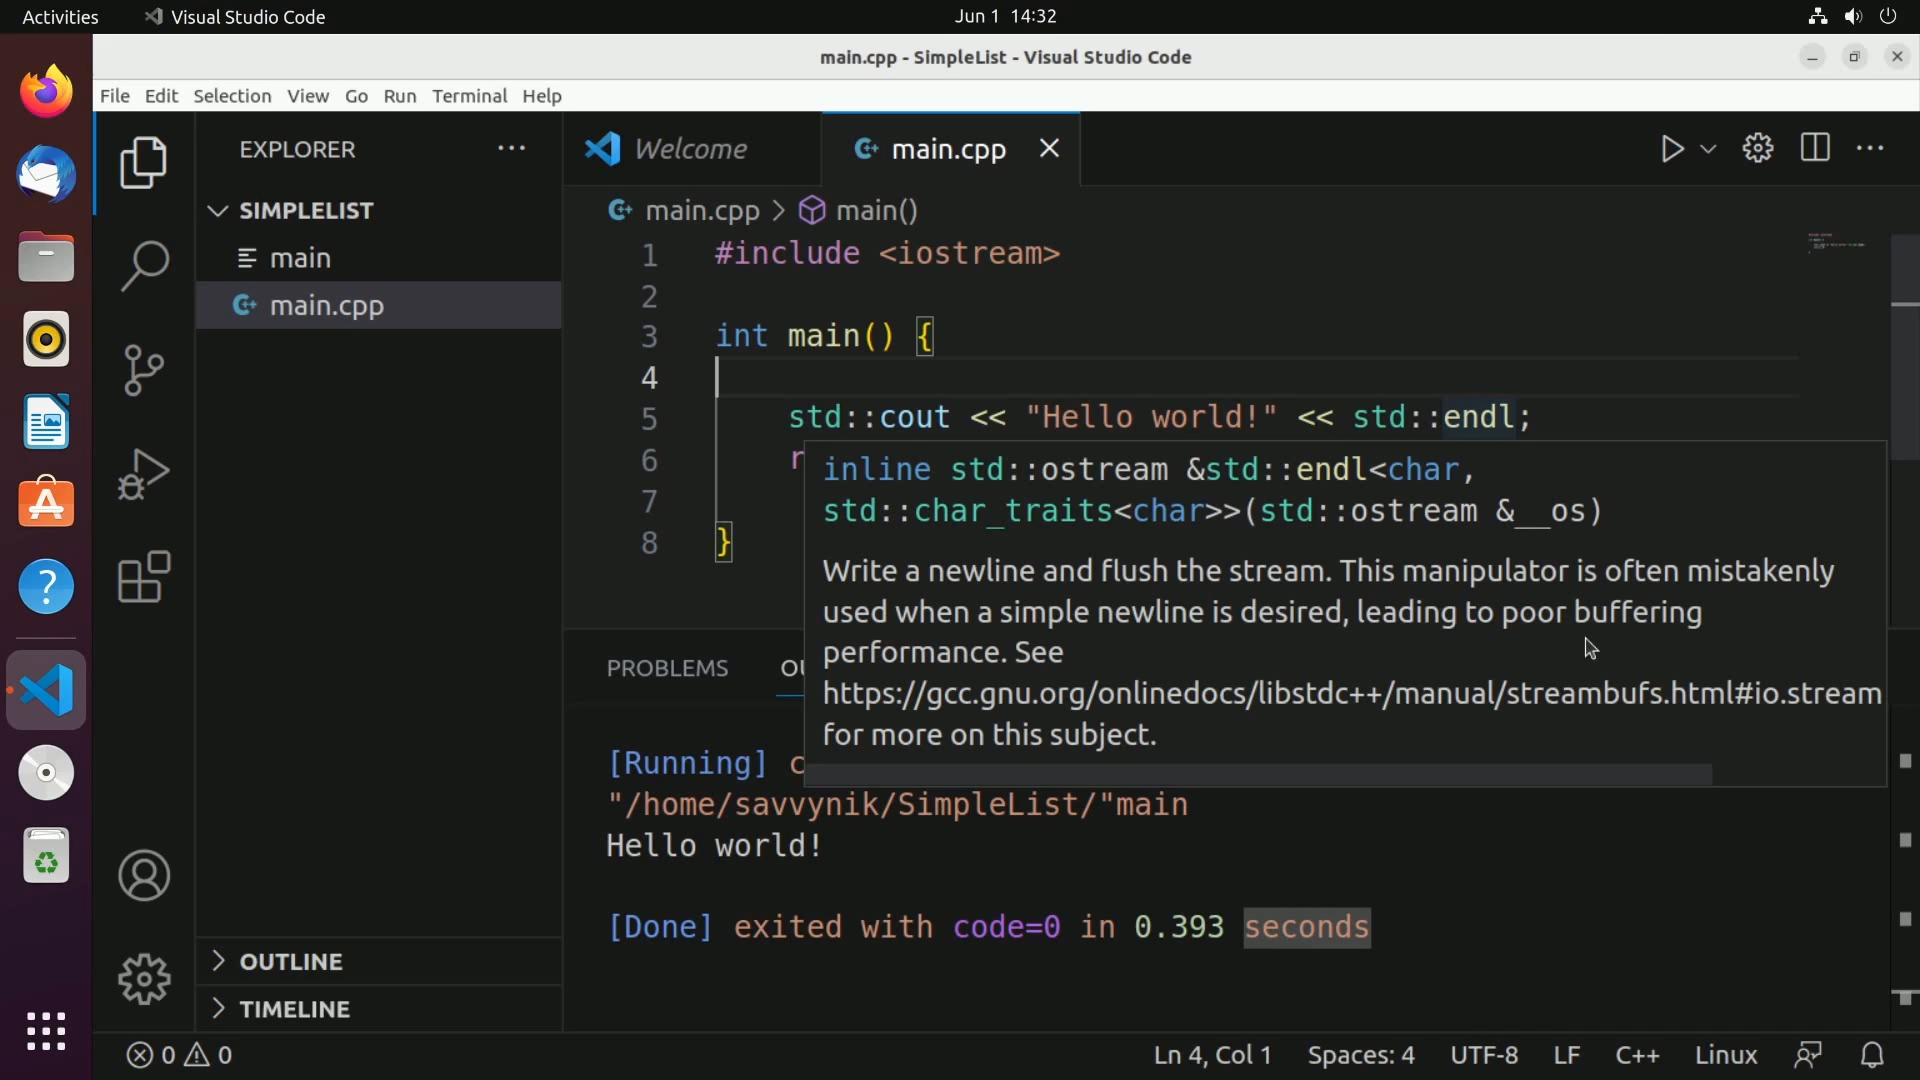 Activities
Visual Studio Code
Jun 1 14:32
main.cpp - SimpleList - Visual Studio Code
File Edit Selection View Go Run Terminal Help
EXPLORER
SIMPLELIST
main
main.cpp
OUTLINE
TIMELINE
Welcome
main.cpp
main.cpp > main()
1 #include <iostream>
2
3 int main() {
4
5 std::cout << "Hello world!" << std::endl;
6 r
7
8 }
inline std::ostream &std::endl<char,
std::char_traits<char>>(std::ostream &__os)
Write a newline and flush the stream. This manipulator is often mistakenly
used when a simple newline is desired, leading to poor buffering
performance. See
https://gcc.gnu.org/onlinedocs/libstdc++/manual/streambufs.html#io.stream
for more on this subject.
PROBLEMS OU
[Running] c
"/home/savvynik/SimpleList/"main
Hello world!
[Done] exited with code=0 in 0.393 seconds
0 0
Ln 4, Col 1 Spaces: 4 UTF-8 LF C++ Linux